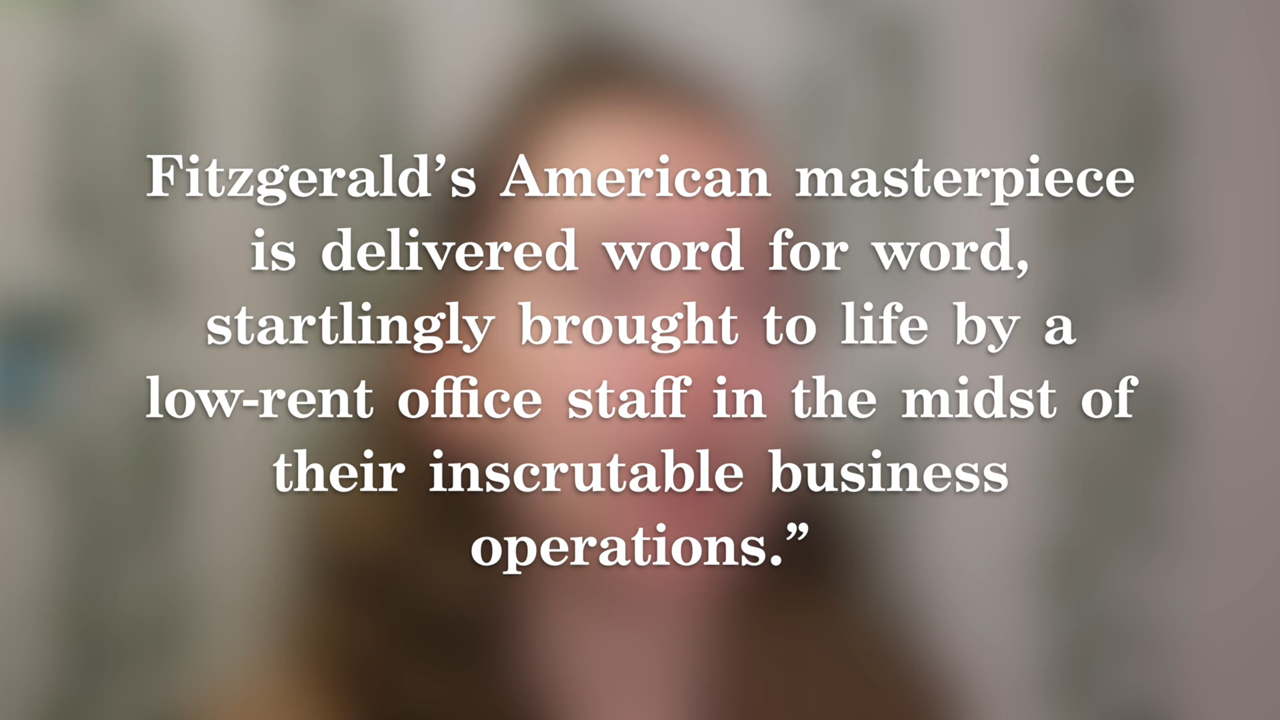 Fitzgerald’s American masterpiece
is delivered word for word,
startlingly brought to life by a
low-rent office staff in the midst of
their inscrutable business
operations.”